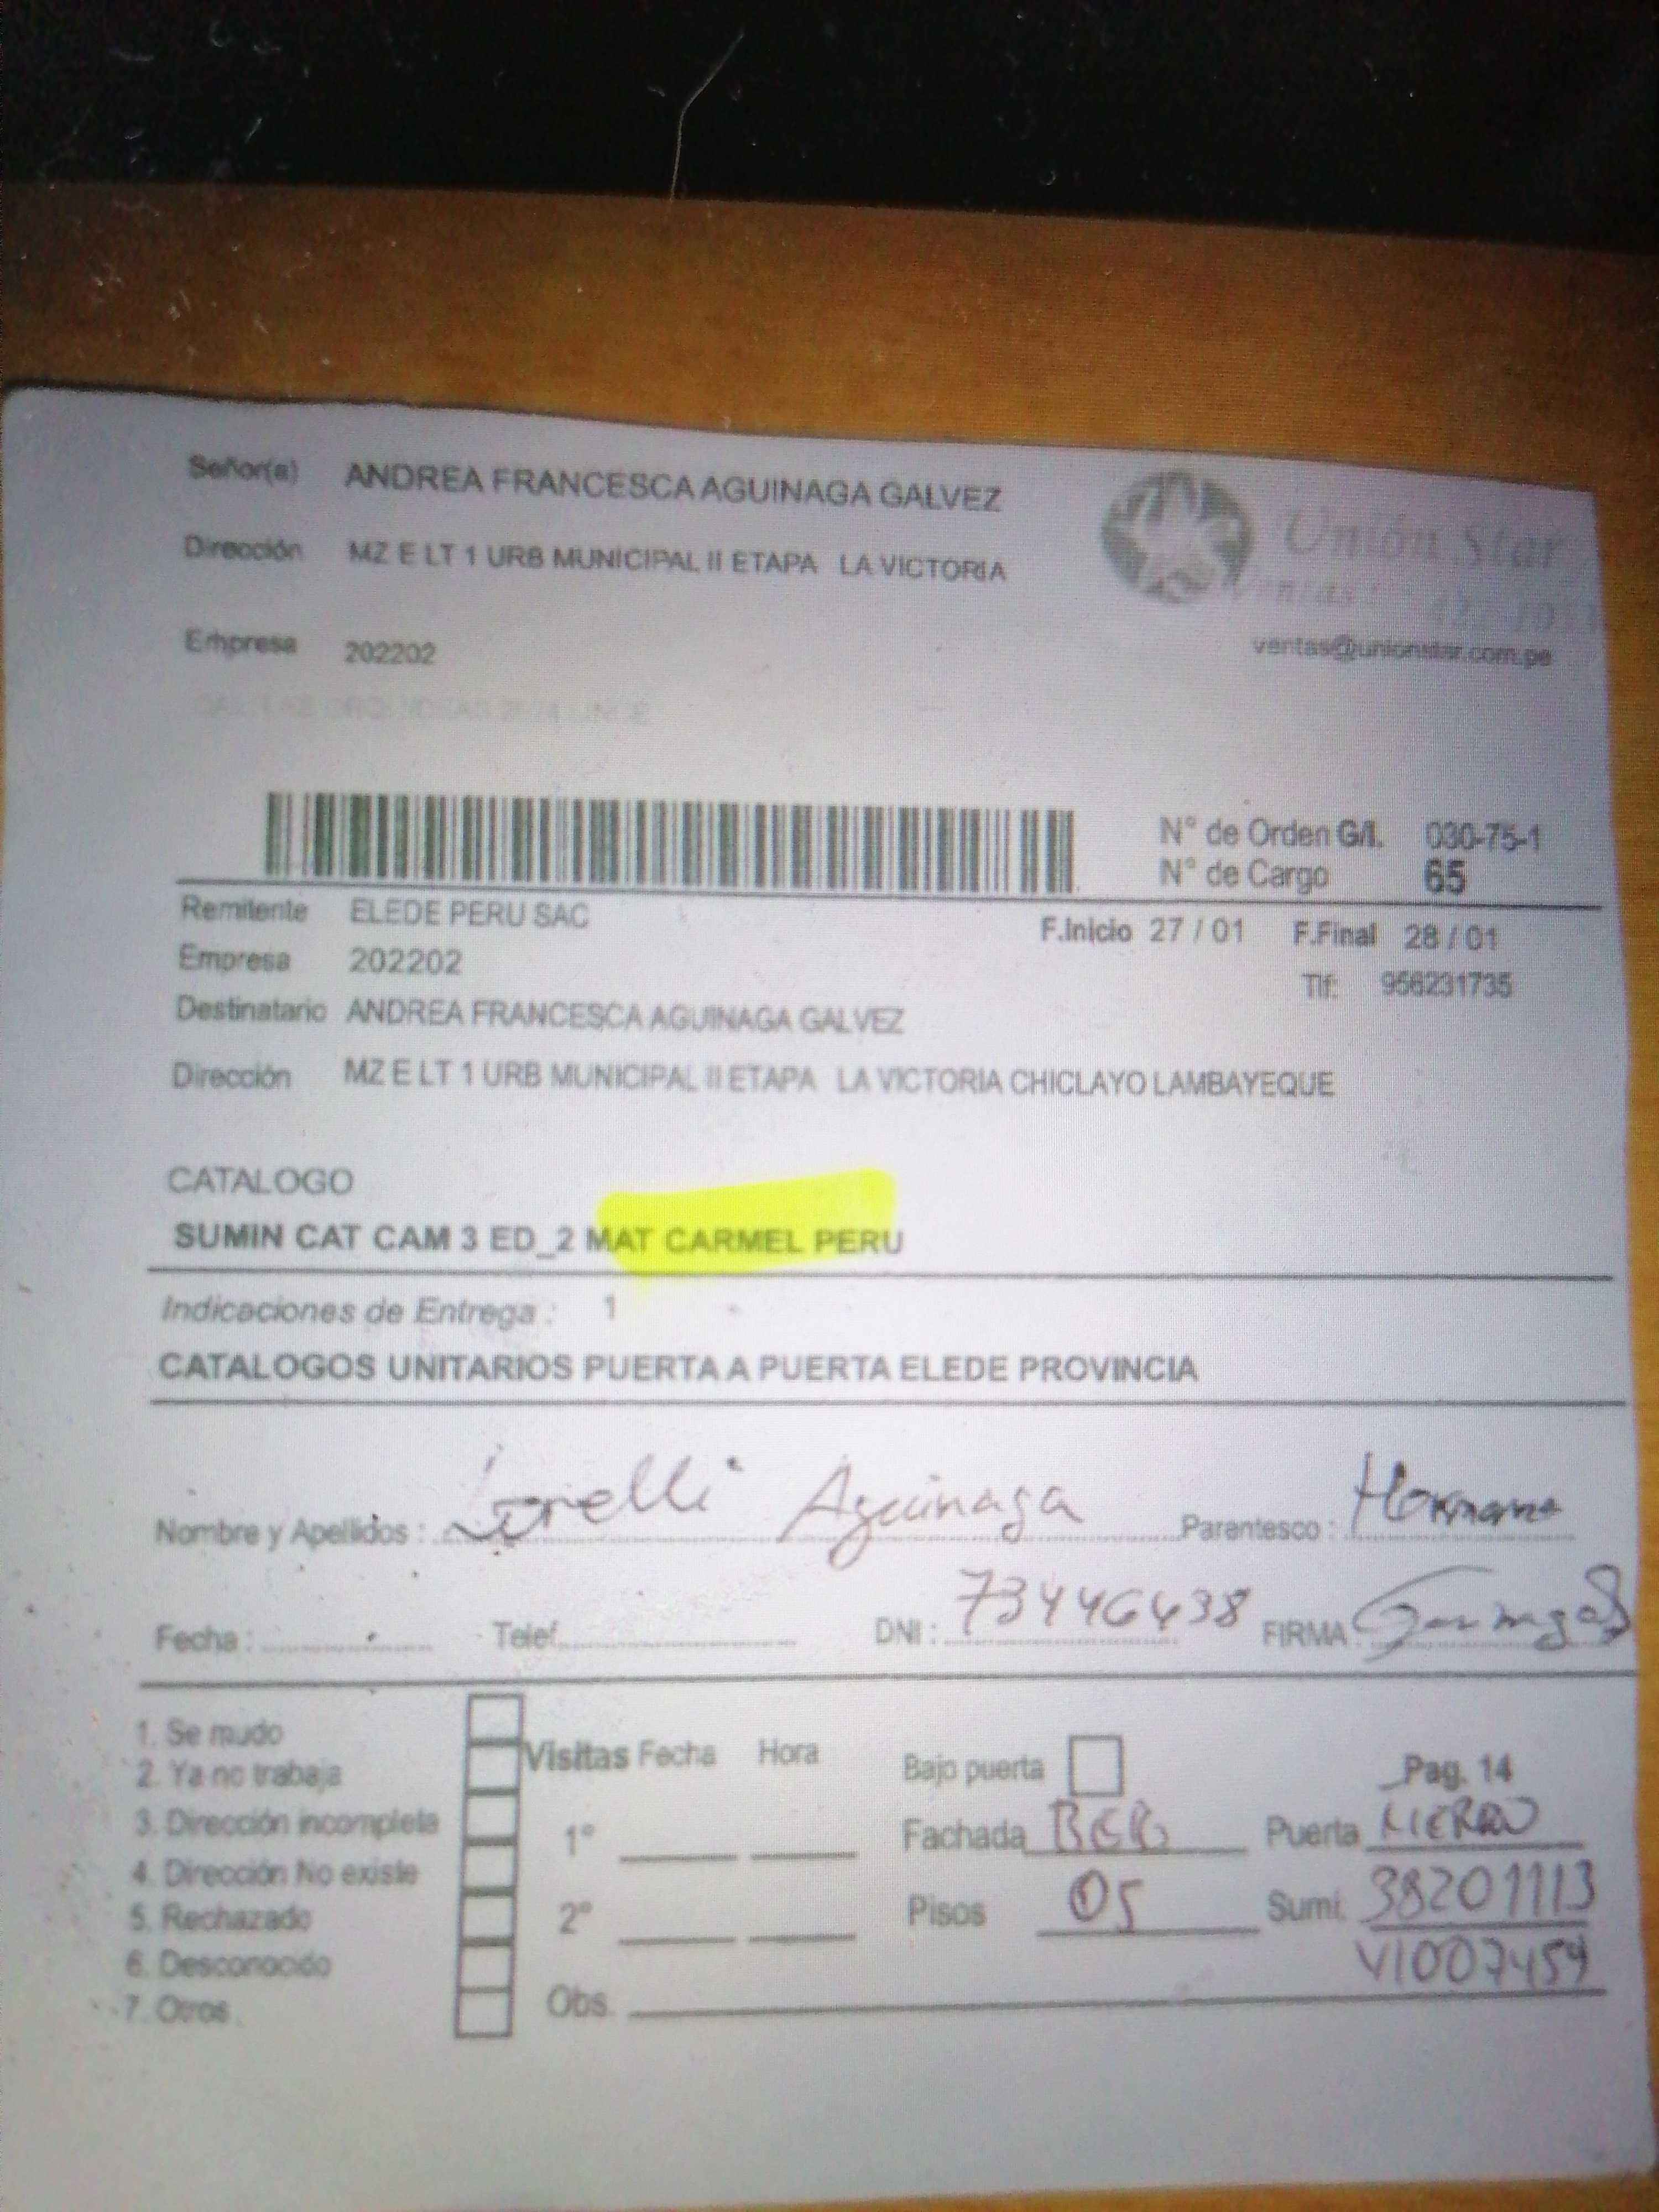 Señor(a) ANDREA FRANCESCA AGUINAGA GALVEZ
Dirección MZ E LT 1 URB MUNICIPAL II ETAPA LA VICTORIA
Empresa 202202
Unión Star
Ventas:
ventas@unionstar.com.pe
N° de Orden G/I. 030-75-1
N° de Cargo 65
Remitente ELEDE PERU SAC
F.Inicio 27 / 01 F.Final 28 / 01
Empresa 202202
Tlf: 956231735
Destinatario ANDREA FRANCESCA AGUINAGA GALVEZ
Dirección MZ E LT 1 URB MUNICIPAL II ETAPA LA VICTORIA CHICLAYO LAMBAYEQUE
CATALOGO
SUMIN CAT CAM 3 ED_2 MAT CARMEL PERU
Indicaciones de Entrega : 1
CATALOGOS UNITARIOS PUERTA A PUERTA ELEDE PROVINCIA
Nombre y Apellidos : Aguinaga Parentesco :
Fecha : Telef. DNI : 73446438 FIRMA
1. Se mudo
2. Ya no trabaja
3. Dirección incompleta
4. Dirección No existe
5. Rechazado
6. Desconocido
7. Otros
Visitas Fecha Hora
1°
2°
Obs.
Bajo puerta
Pag. 14
Fachada Puerta
Pisos 05 Sumi. 38201113